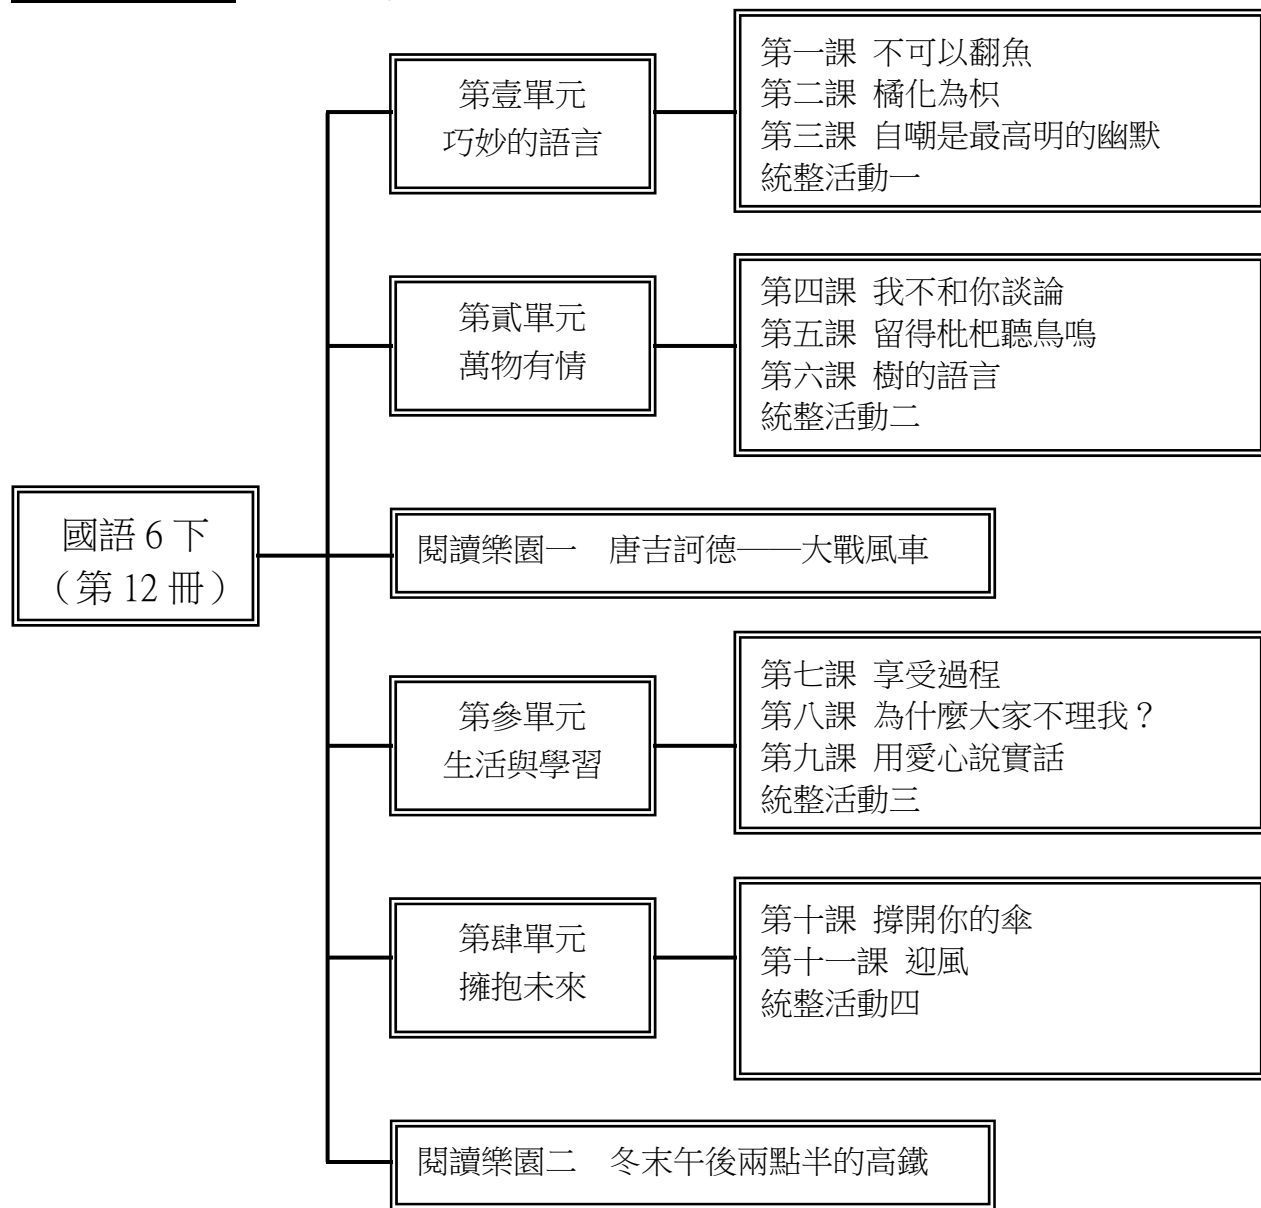 第壹單元
巧妙的語言
第一課 不可以翻魚
第二課 橘化為枳
第三課 自嘲是最高明的幽默
統整活動一
第貳單元
萬物有情
第四課 我不和你談論
第五課 留得枇杷聽鳥鳴
第六課 樹的語言
統整活動二
國語 6 下
（第 12 冊）
閱讀樂園一　唐吉訶德——大戰風車
第參單元
生活與學習
第七課 享受過程
第八課 為什麼大家不理我？
第九課 用愛心說實話
統整活動三
第肆單元
擁抱未來
第十課 撐開你的傘
第十一課 迎風
統整活動四
閱讀樂園二　冬末午後兩點半的高鐵